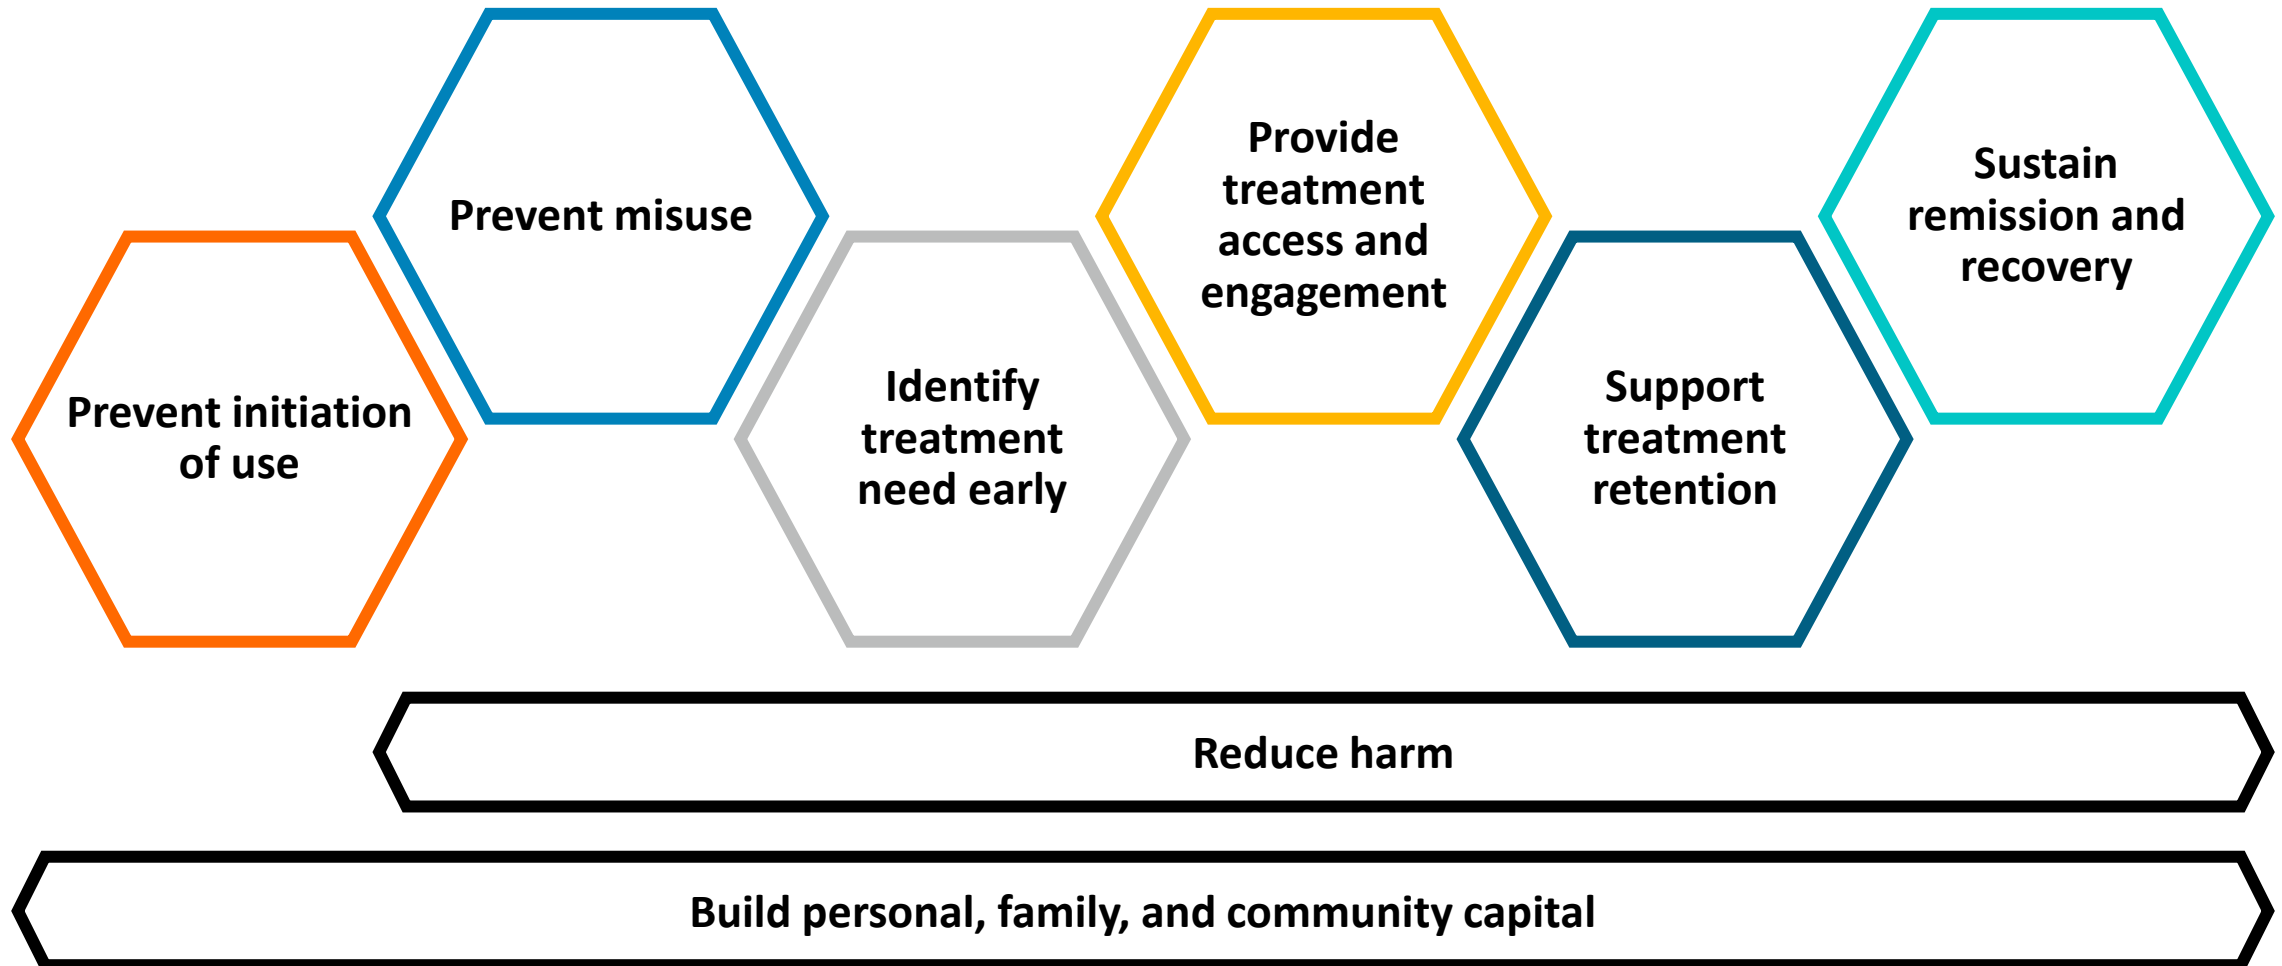 Prevent initiation
of use
Prevent misuse
Identify
treatment
need early
Provide
treatment
access and
engagement
Support
treatment
retention
Sustain
remission and
recovery
Reduce harm
Build personal, family, and community capital